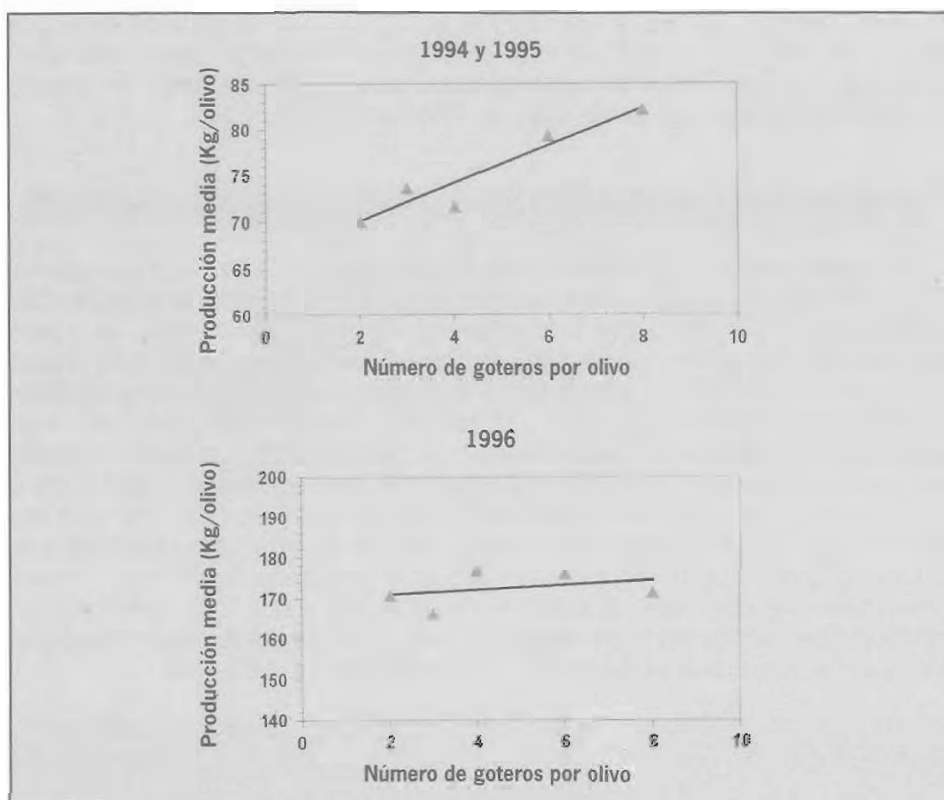 1994 y 1995
Producción media (Kg/olivo)
85
80
75
70
65
60
0 2 4 6 8 10
Número de goteros por olivo
1996
Producción media (Kg/olivo)
200
190
180
170
160
150
140
0 2 4 6 8 10
Número de goteros por olivo